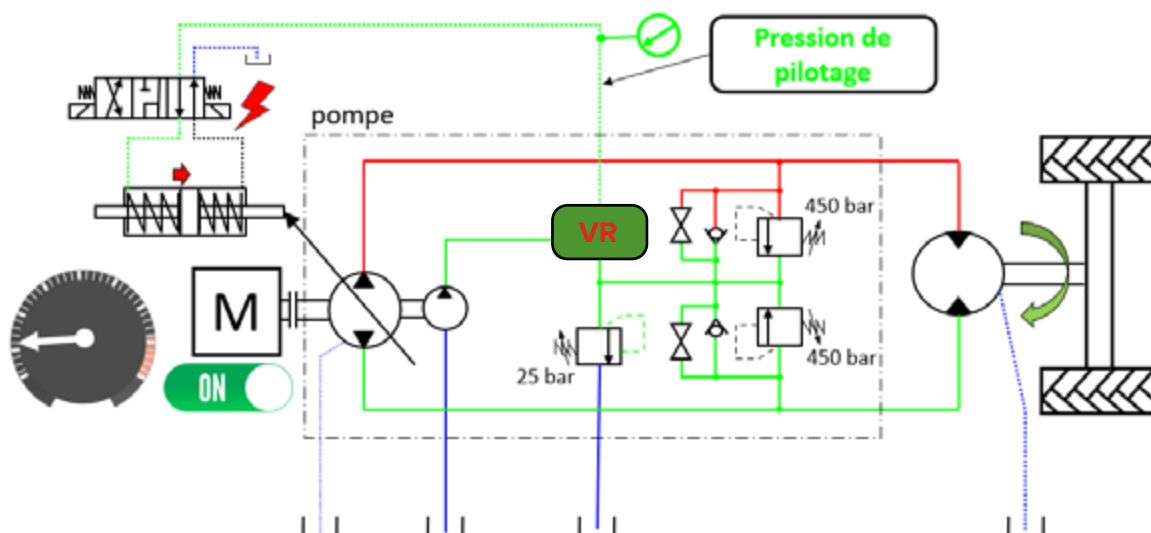 Pression de
pilotage
pompe
450 bar
VR
M
450 bar
25 bar
ON